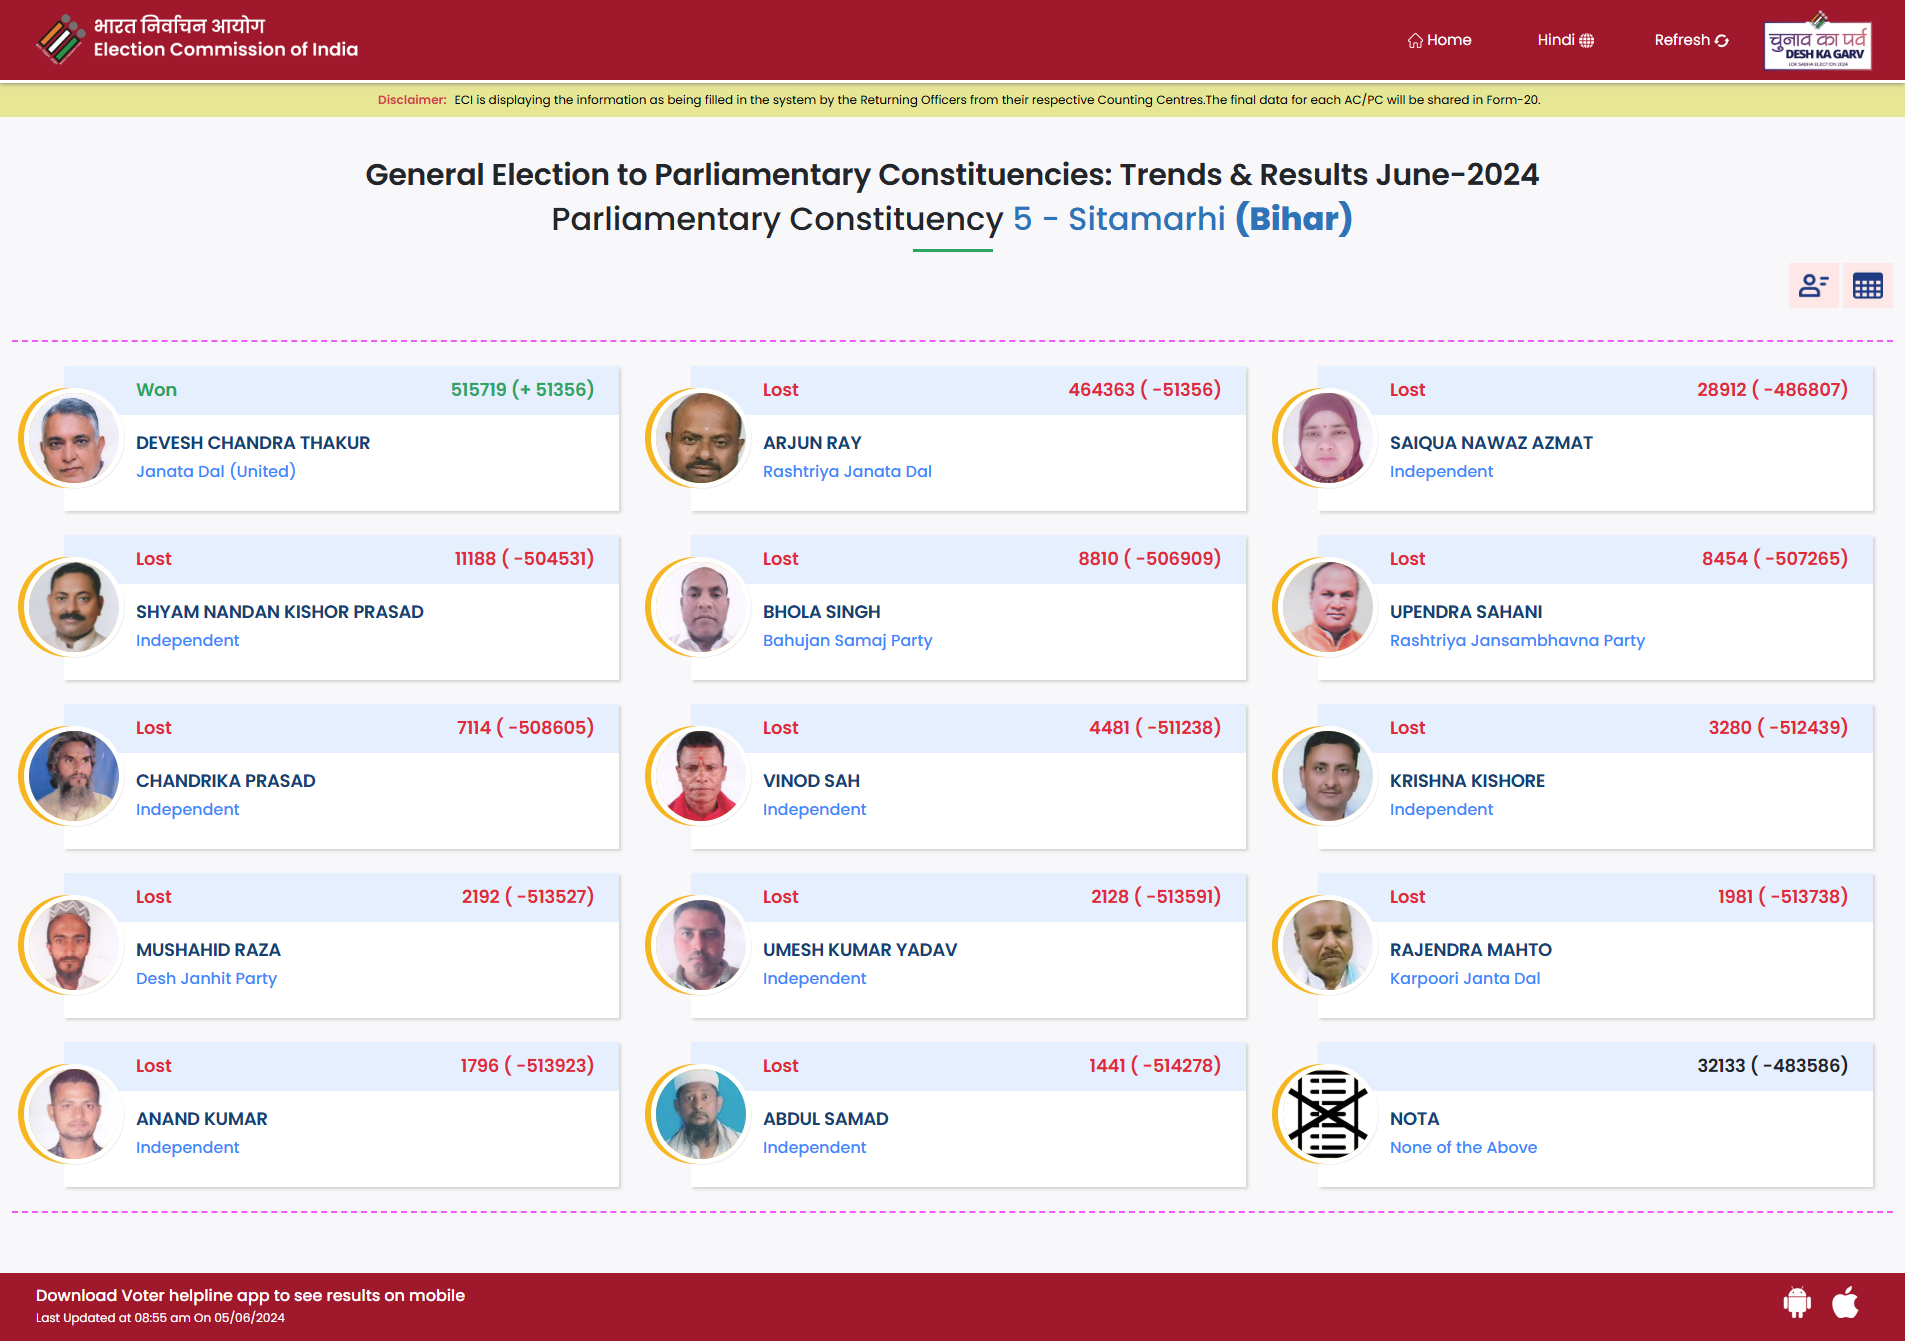 भारत निर्वाचन आयोग
Election Commission of India
Home
Hindi
Refresh
चुनाव का पर्व
DESH KA GARV
LOK SABHA ELECTION 2024
Disclaimer: ECI is displaying the information as being filled in the system by the Returning Officers from their respective Counting Centres.The final data for each AC/PC will be shared in Form-20.
General Election to Parliamentary Constituencies: Trends & Results June-2024
Parliamentary Constituency 5 - Sitamarhi (Bihar)
Won 515719 (+ 51356)
DEVESH CHANDRA THAKUR
Janata Dal (United)
Lost 464363 ( -51356)
ARJUN RAY
Rashtriya Janata Dal
Lost 28912 ( -486807)
SAIQUA NAWAZ AZMAT
Independent
Lost 11188 ( -504531)
SHYAM NANDAN KISHOR PRASAD
Independent
Lost 8810 ( -506909)
BHOLA SINGH
Bahujan Samaj Party
Lost 8454 ( -507265)
UPENDRA SAHANI
Rashtriya Jansambhavna Party
Lost 7114 ( -508605)
CHANDRIKA PRASAD
Independent
Lost 4481 ( -511238)
VINOD SAH
Independent
Lost 3280 ( -512439)
KRISHNA KISHORE
Independent
Lost 2192 ( -513527)
MUSHAHID RAZA
Desh Janhit Party
Lost 2128 ( -513591)
UMESH KUMAR YADAV
Independent
Lost 1981 ( -513738)
RAJENDRA MAHTO
Karpoori Janta Dal
Lost 1796 ( -513923)
ANAND KUMAR
Independent
Lost 1441 ( -514278)
ABDUL SAMAD
Independent
32133 ( -483586)
NOTA
None of the Above
Download Voter helpline app to see results on mobile
Last Updated at 08:55 am On 05/06/2024